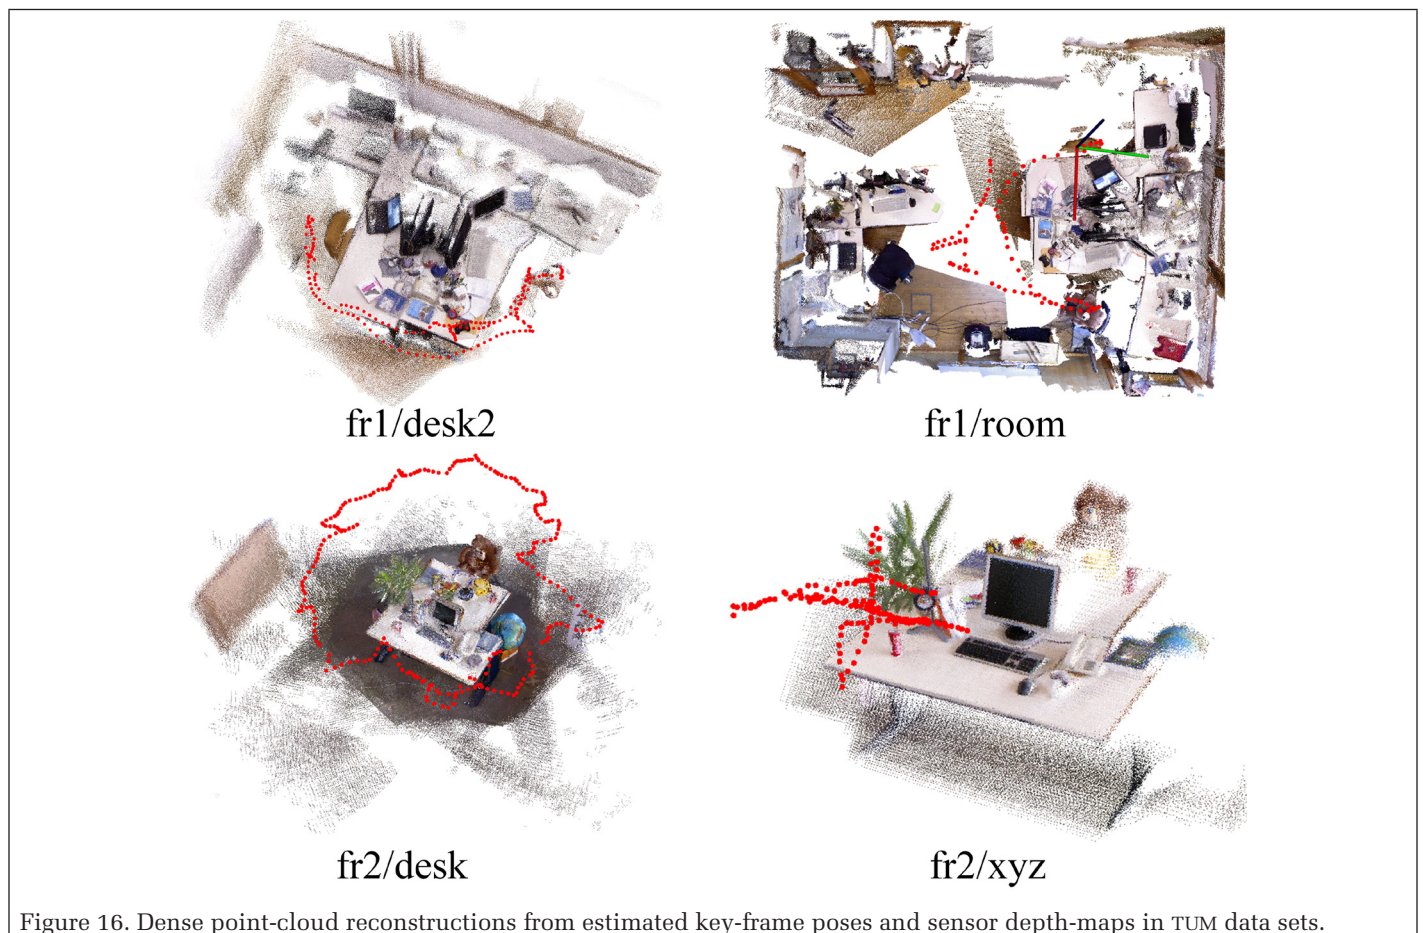 fr1/desk2
fr1/room
fr2/desk
fr2/xyz
Figure 16. Dense point-cloud reconstructions from estimated key-frame poses and sensor depth-maps in TUM data sets.